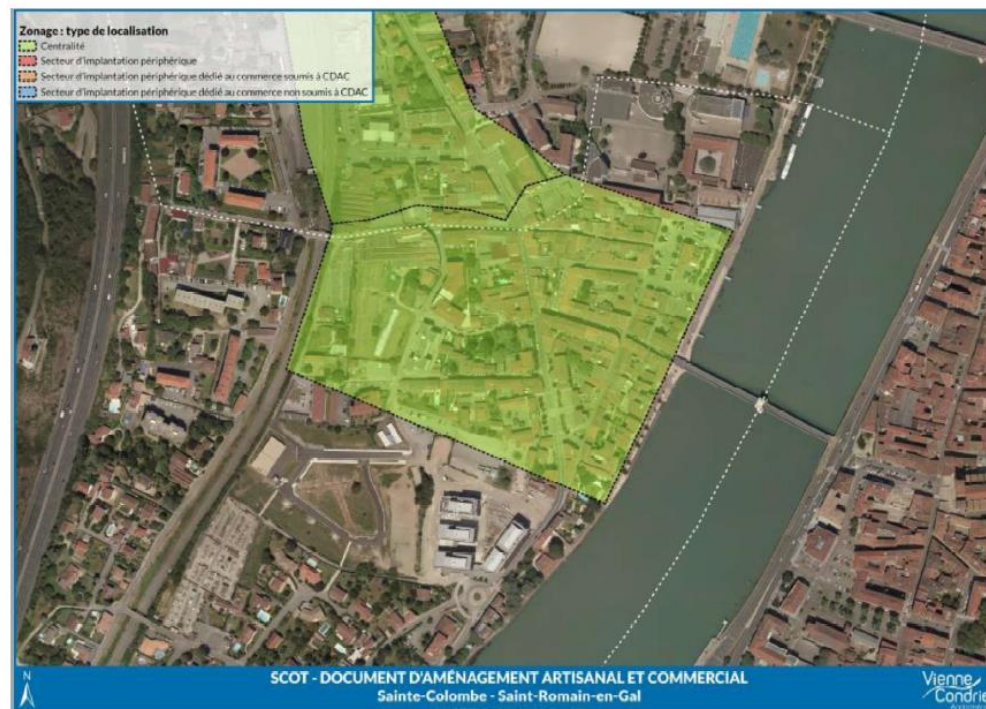 Zonage : type de localisation
Centralité
Secteur d'implantation périphérique
Secteur d'implantation périphérique dédié au commerce soumis à CDAC
Secteur d'implantation périphérique dédié au commerce non soumis à CDAC
N
SCOT - DOCUMENT D'AMÉNAGEMENT ARTISANAL ET COMMERCIAL
Sainte-Colombe - Saint-Romain-en-Gal
Vienne
Condrie